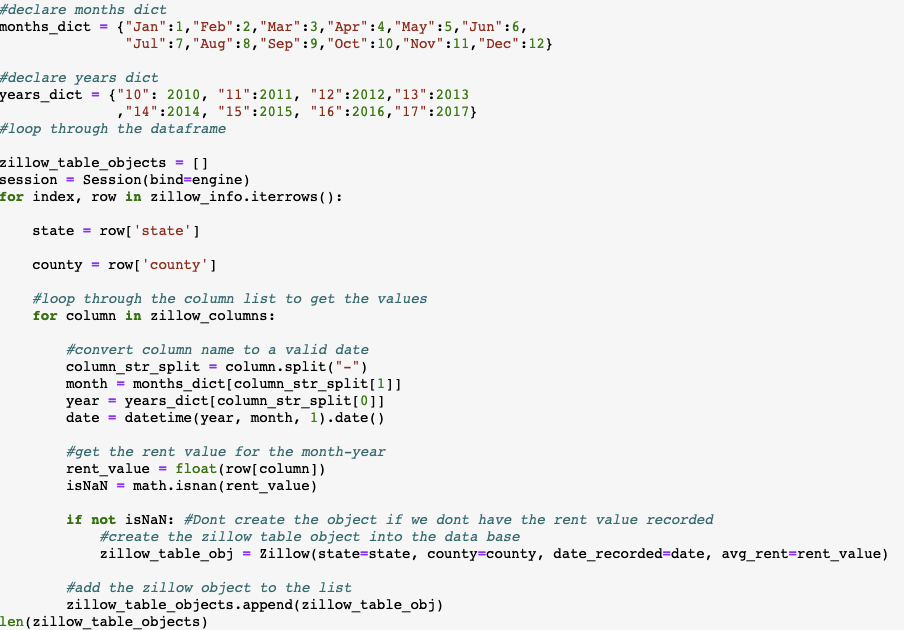 #declare months dict
months_dict = {"Jan":1,"Feb":2,"Mar":3,"Apr":4,"May":5,"Jun":6,
               "Jul":7,"Aug":8,"Sep":9,"Oct":10,"Nov":11,"Dec":12}

#declare years dict
years_dict = {"10": 2010, "11":2011, "12":2012,"13":2013
              ,"14":2014, "15":2015, "16":2016,"17":2017}
#loop through the dataframe

zillow_table_objects = []
session = Session(bind=engine)
for index, row in zillow_info.iterrows():

    state = row['state']

    county = row['county']

    #loop through the column list to get the values
    for column in zillow_columns:

        #convert column name to a valid date
        column_str_split = column.split("-")
        month = months_dict[column_str_split[1]]
        year = years_dict[column_str_split[0]]
        date = datetime(year, month, 1).date()

        #get the rent value for the month-year
        rent_value = float(row[column])
        isNaN = math.isnan(rent_value)

        if not isNaN: #Dont create the object if we dont have the rent value recorded
            #create the zillow table object into the data base
            zillow_table_obj = Zillow(state=state, county=county, date_recorded=date, avg_rent=rent_value)

        #add the zillow object to the list
        zillow_table_objects.append(zillow_table_obj)
len(zillow_table_objects)